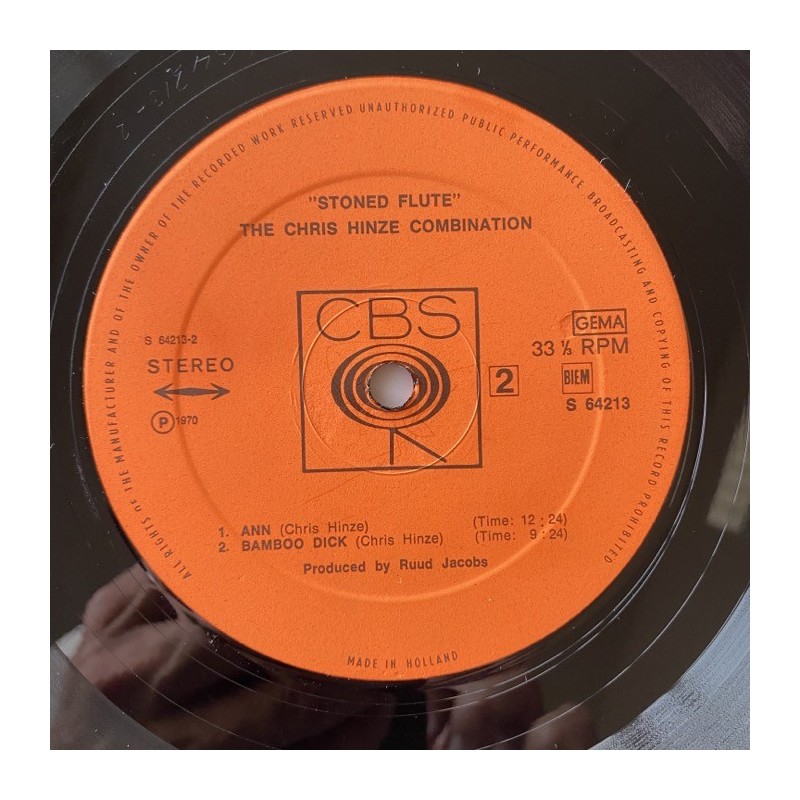 64213-2
ALL RIGHTS OF THE MANUFACTURER AND OF THE OWNER OF THE RECORDED WORK RESERVED UNAUTHORIZED PUBLIC PERFORMANCE BROADCASTING AND COPYING OF THIS RECORD PROHIBITED
"STONED FLUTE"
THE CHRIS HINZE COMBINATION
CBS
GEMA
S 64213-2
33 ⅓ RPM
STEREO
2
BIEM
S 64213
Ⓟ 1970
1. ANN (Chris Hinze) (Time: 12 : 24)
2. BAMBOO DICK (Chris Hinze) (Time: 9 : 24)
Produced by Ruud Jacobs
MADE IN HOLLAND